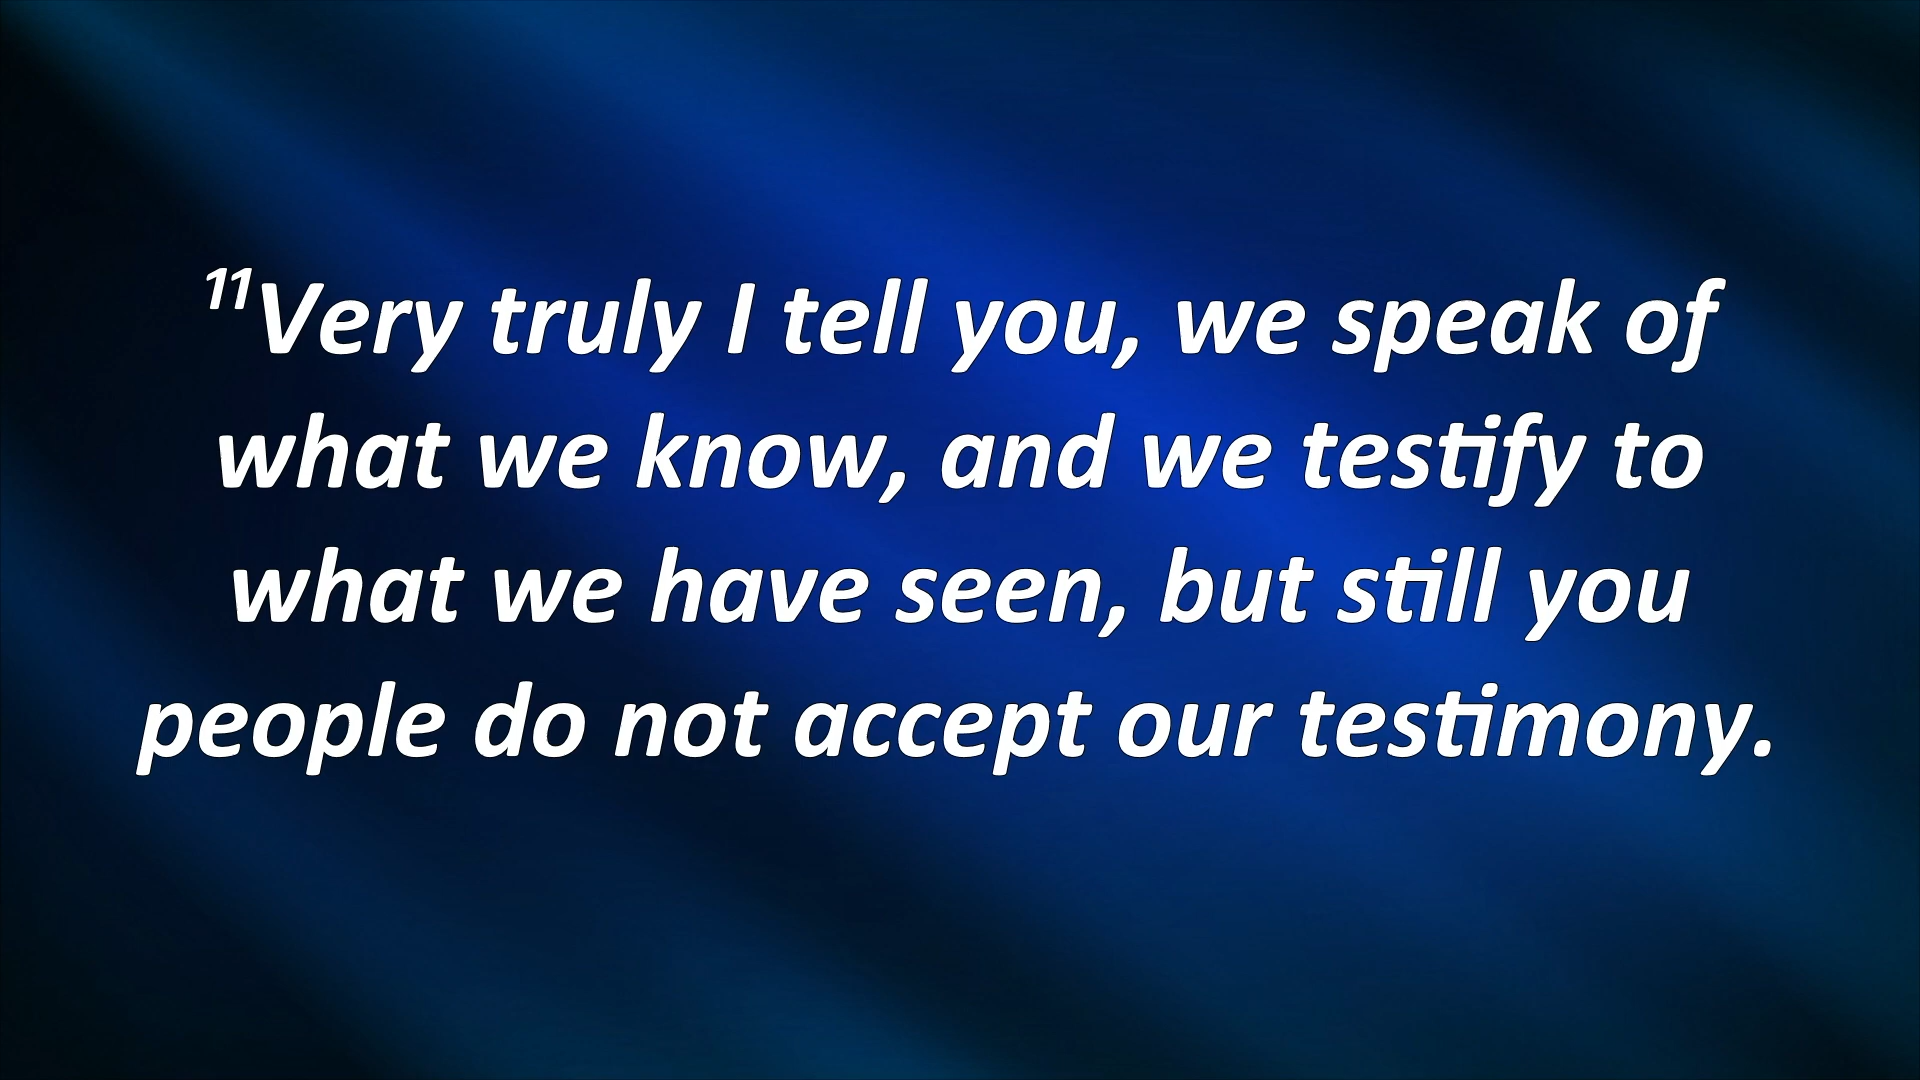 ¹¹Very truly I tell you, we speak of
what we know, and we testify to
what we have seen, but still you
people do not accept our testimony.